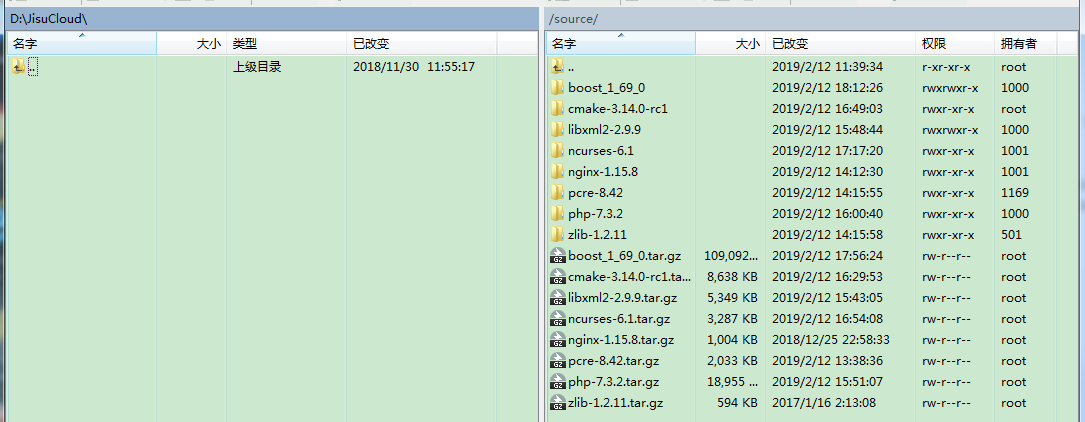 D:\JisuCloud\
名字 大小 类型 已改变
.. 上级目录 2018/11/30 11:55:17
/source/
名字 大小 已改变 权限 拥有者
.. 2019/2/12 11:39:34 r-xr-xr-x root
boost_1_69_0 2019/2/12 18:12:26 rwxrwxr-x 1000
cmake-3.14.0-rc1 2019/2/12 16:49:03 rwxr-xr-x root
libxml2-2.9.9 2019/2/12 15:48:44 rwxrwxr-x 1000
ncurses-6.1 2019/2/12 17:17:20 rwxr-xr-x 1001
nginx-1.15.8 2019/2/12 14:12:30 rwxr-xr-x 1001
pcre-8.42 2019/2/12 14:15:55 rwxr-xr-x 1169
php-7.3.2 2019/2/12 16:00:40 rwxr-xr-x 1000
zlib-1.2.11 2019/2/12 14:15:58 rwxr-xr-x 501
boost_1_69_0.tar.gz 109,092... 2019/2/12 17:56:24 rw-r--r-- root
cmake-3.14.0-rc1.ta... 8,638 KB 2019/2/12 16:29:53 rw-r--r-- root
libxml2-2.9.9.tar.gz 5,349 KB 2019/2/12 15:43:05 rw-r--r-- root
ncurses-6.1.tar.gz 3,287 KB 2019/2/12 16:54:08 rw-r--r-- root
nginx-1.15.8.tar.gz 1,004 KB 2018/12/25 22:58:33 rw-r--r-- root
pcre-8.42.tar.gz 2,033 KB 2019/2/12 13:38:36 rw-r--r-- root
php-7.3.2.tar.gz 18,955 ... 2019/2/12 15:51:07 rw-r--r-- root
zlib-1.2.11.tar.gz 594 KB 2017/1/16 2:13:08 rw-r--r-- root